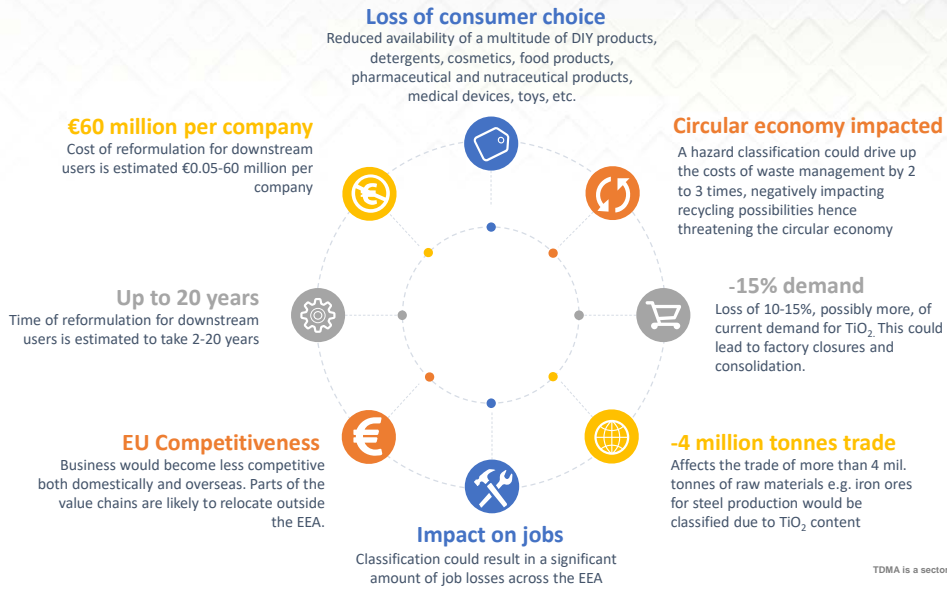 Loss of consumer choice
Reduced availability of a multitude of DIY products,
detergents, cosmetics, food products,
pharmaceutical and nutraceutical products,
medical devices, toys, etc.
€60 million per company
Cost of reformulation for downstream
users is estimated €0.05-60 million per
company
Circular economy impacted
A hazard classification could drive up
the costs of waste management by 2
to 3 times, negatively impacting
recycling possibilities hence
threatening the circular economy
Up to 20 years
Time of reformulation for downstream
users is estimated to take 2-20 years
-15% demand
Loss of 10-15%, possibly more, of
current demand for TiO₂. This could
lead to factory closures and
consolidation.
EU Competitiveness
Business would become less competitive
both domestically and overseas. Parts of the
value chains are likely to relocate outside
the EEA.
-4 million tonnes trade
Affects the trade of more than 4 mil.
tonnes of raw materials e.g. iron ores
for steel production would be
classified due to TiO₂ content
Impact on jobs
Classification could result in a significant
amount of job losses across the EEA
TDMA is a sector